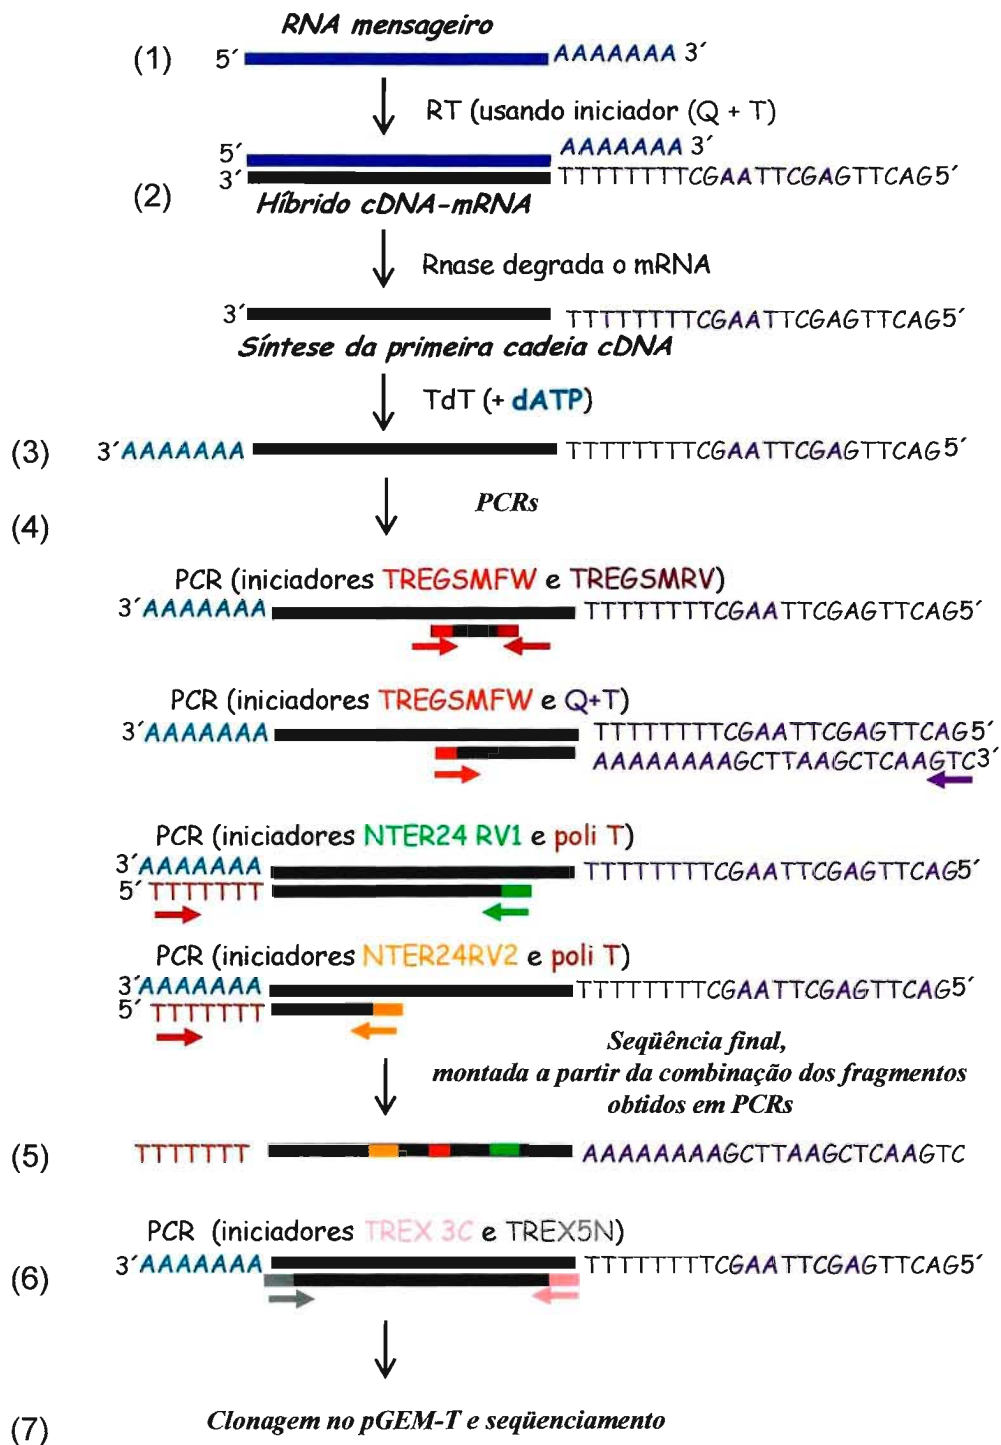 RNA mensageiro
(1) 5´ AAAAAAA 3´
RT (usando iniciador (Q + T)
5´ AAAAAAA 3´
3´ TTTTTTTTCGAATTCGAGTTCAG5´
(2) Híbrido cDNA-mRNA
Rnase degrada o mRNA
3´ TTTTTTTTCGAATTCGAGTTCAG5´
Síntese da primeira cadeia cDNA
TdT (+ dATP)
(3) 3´AAAAAAA TTTTTTTTCGAATTCGAGTTCAG5´
PCRs
(4)
PCR (iniciadores TREGSMFW e TREGSMRV)
3´AAAAAAA TTTTTTTTCGAATTCGAGTTCAG5´
PCR (iniciadores TREGSMFW e Q+T)
3´AAAAAAA TTTTTTTTCGAATTCGAGTTCAG5´
AAAAAAAAGCTTAAGCTCAAGTC3´
PCR (iniciadores NTER24 RV1 e poli T)
3´AAAAAAA TTTTTTTTCGAATTCGAGTTCAG5´
5´ TTTTTTT
PCR (iniciadores NTER24RV2 e poli T)
3´AAAAAAA TTTTTTTTCGAATTCGAGTTCAG5´
5´ TTTTTTT
Seqüência final,
montada a partir da combinação dos fragmentos
obtidos em PCRs
(5) TTTTTTT AAAAAAAAGCTTAAGCTCAAGTC
PCR (iniciadores TREX 3C e TREX5N)
3´AAAAAAA TTTTTTTTCGAATTCGAGTTCAG5´
(6)
(7) Clonagem no pGEM-T e seqüenciamento